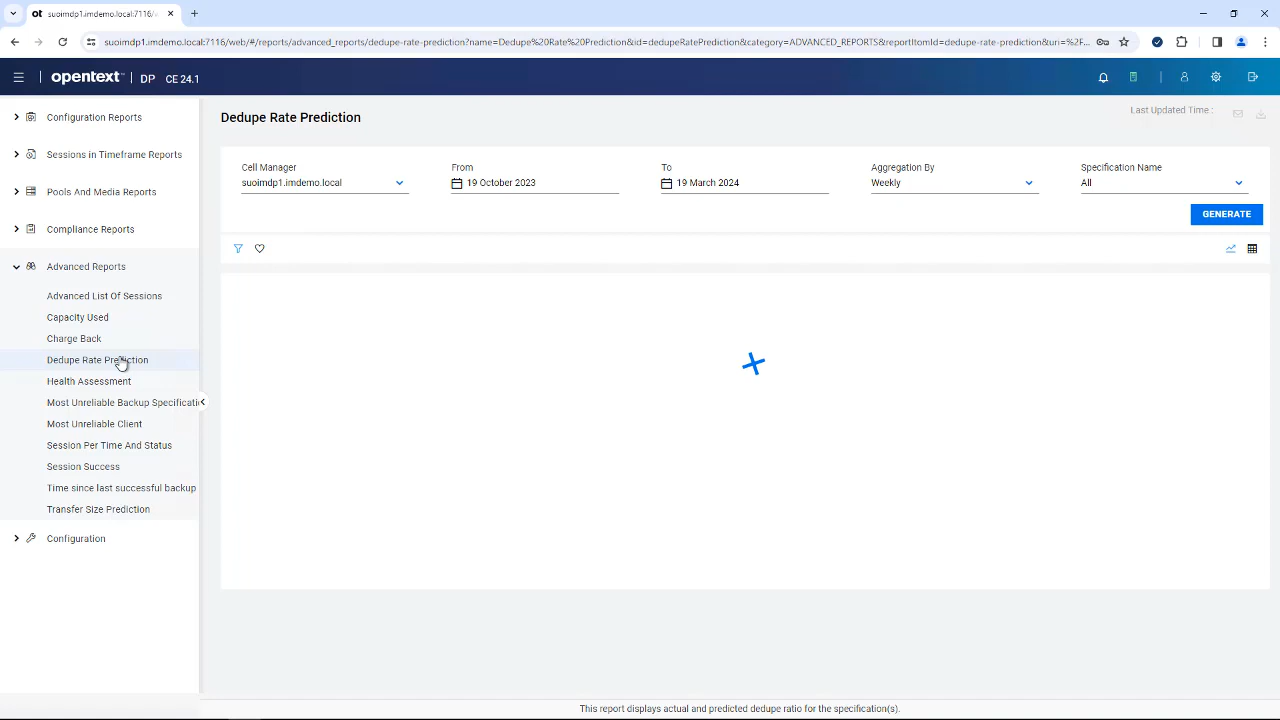 suoimdp1.imdemo.local:7116/w
suoimdp1.imdemo.local:7116/web/#/reports/advanced_reports/dedupe-rate-prediction?name=Dedupe%20Rate%20Prediction&id=dedupeRatePrediction&category=ADVANCED_REPORTS&reportItemId=dedupe-rate-prediction&uri=%2F...
opentext™ | DP CE 24.1
Configuration Reports
Sessions in Timeframe Reports
Pools And Media Reports
Compliance Reports
Advanced Reports
Advanced List Of Sessions
Capacity Used
Charge Back
Dedupe Rate Prediction
Health Assessment
Most Unreliable Backup Specificati
Most Unreliable Client
Session Per Time And Status
Session Success
Time since last successful backup
Transfer Size Prediction
Configuration
Dedupe Rate Prediction
Last Updated Time :
Cell Manager
suoimdp1.imdemo.local
From
19 October 2023
To
19 March 2024
Aggregation By
Weekly
Specification Name
All
GENERATE
This report displays actual and predicted dedupe ratio for the specification(s).